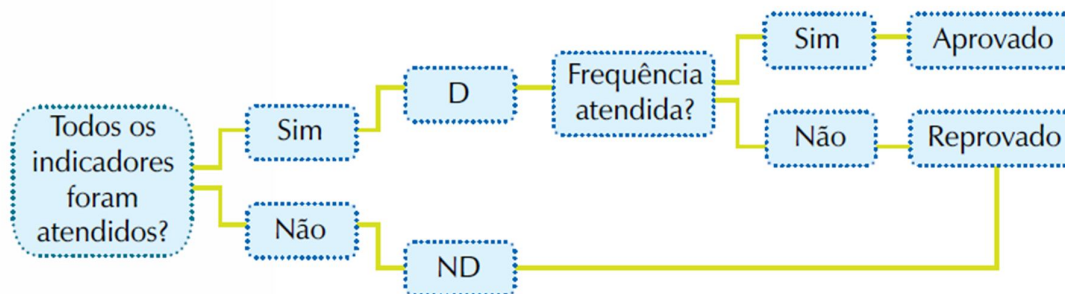 Todos os
indicadores
foram
atendidos?
Sim
D
Frequência
atendida?
Sim
Aprovado
Não
Reprovado
Não
ND